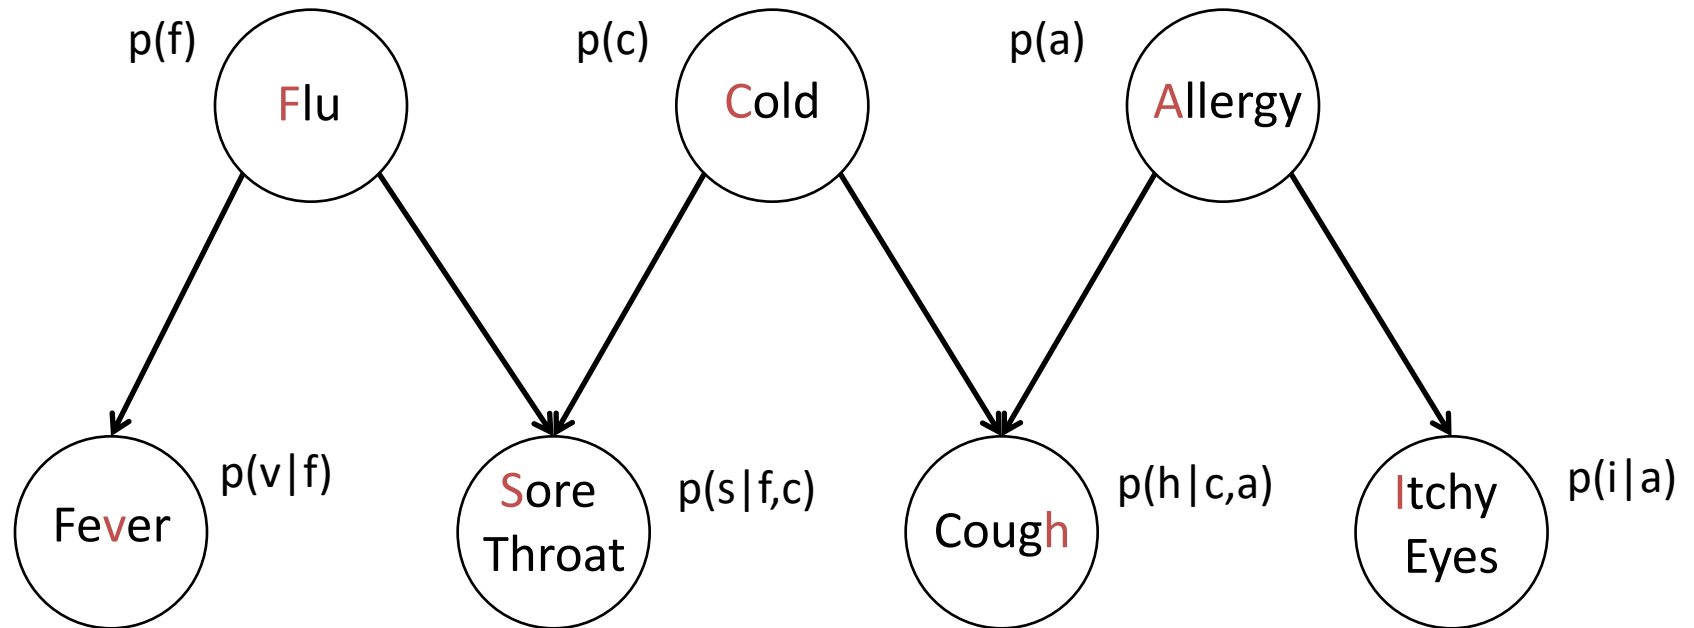 p(f)
Flu
p(c)
Cold
p(a)
Allergy
Fever
p(v|f)
Sore
Throat
p(s|f,c)
Cough
p(h|c,a)
Itchy
Eyes
p(i|a)